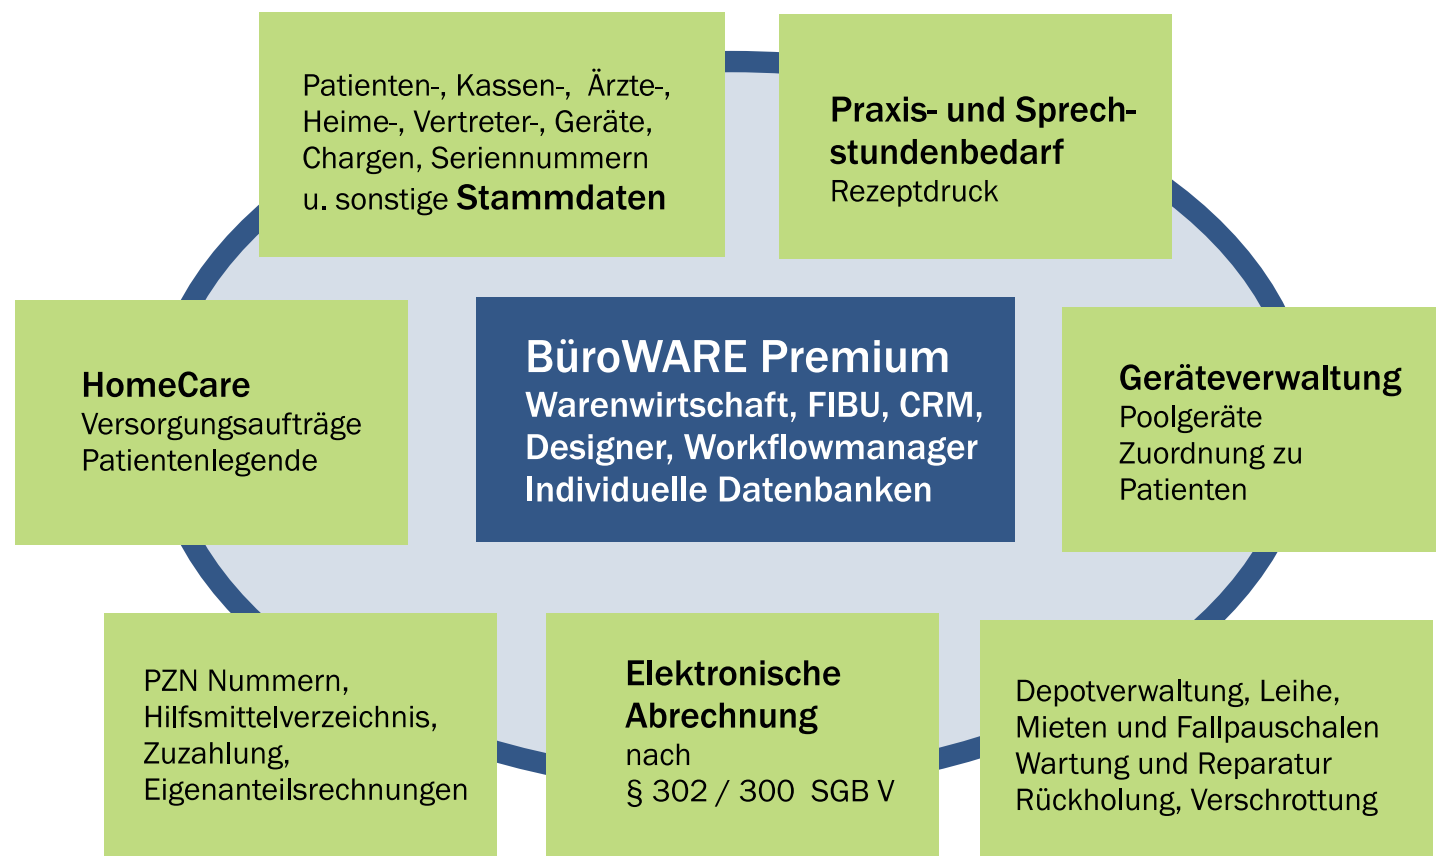 Patienten-, Kassen-, Ärzte-,
Heime-, Vertreter-, Geräte,
Chargen, Seriennummern
u. sonstige Stammdaten
Praxis- und Sprech-
stundenbedarf
Rezeptdruck
HomeCare
Versorgungsaufträge
Patientenlegende
BüroWARE Premium
Warenwirtschaft, FIBU, CRM,
Designer, Workflowmanager
Individuelle Datenbanken
Geräteverwaltung
Poolgeräte
Zuordnung zu
Patienten
PZN Nummern,
Hilfsmittelverzeichnis,
Zuzahlung,
Eigenanteilsrechnungen
Elektronische
Abrechnung
nach
§ 302 / 300 SGB V
Depotverwaltung, Leihe,
Mieten und Fallpauschalen
Wartung und Reparatur
Rückholung, Verschrottung